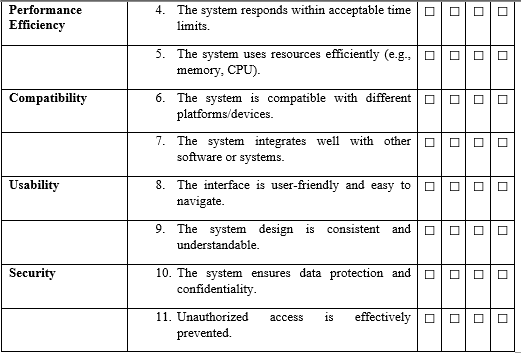 Performance Efficiency
4. The system responds within acceptable time limits. ☐ ☐ ☐ ☐
5. The system uses resources efficiently (e.g., memory, CPU). ☐ ☐ ☐ ☐
Compatibility
6. The system is compatible with different platforms/devices. ☐ ☐ ☐ ☐
7. The system integrates well with other software or systems. ☐ ☐ ☐ ☐
Usability
8. The interface is user-friendly and easy to navigate. ☐ ☐ ☐ ☐
9. The system design is consistent and understandable. ☐ ☐ ☐ ☐
Security
10. The system ensures data protection and confidentiality. ☐ ☐ ☐ ☐
11. Unauthorized access is effectively prevented. ☐ ☐ ☐ ☐